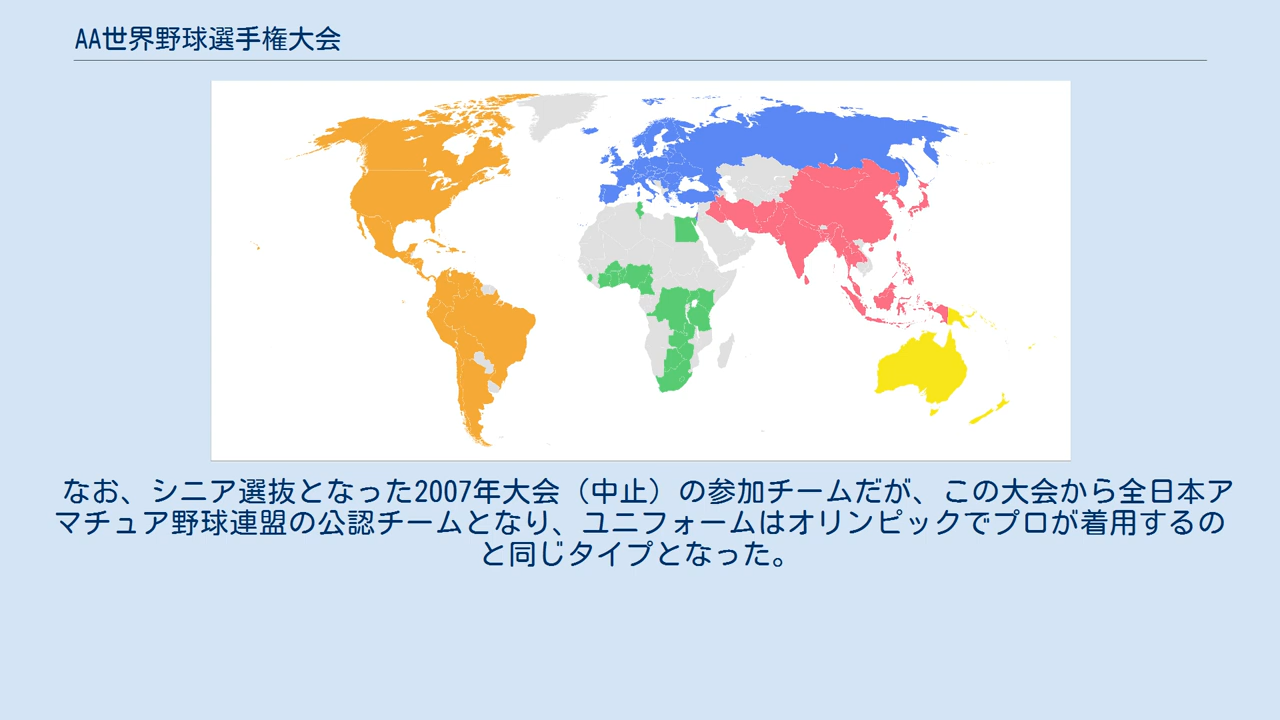 AA世界野球選手権大会
なお、シニア選抜となった2007年大会（中止）の参加チームだが、この大会から全日本ア
マチュア野球連盟の公認チームとなり、ユニフォームはオリンピックでプロが着用するの
と同じタイプとなった。